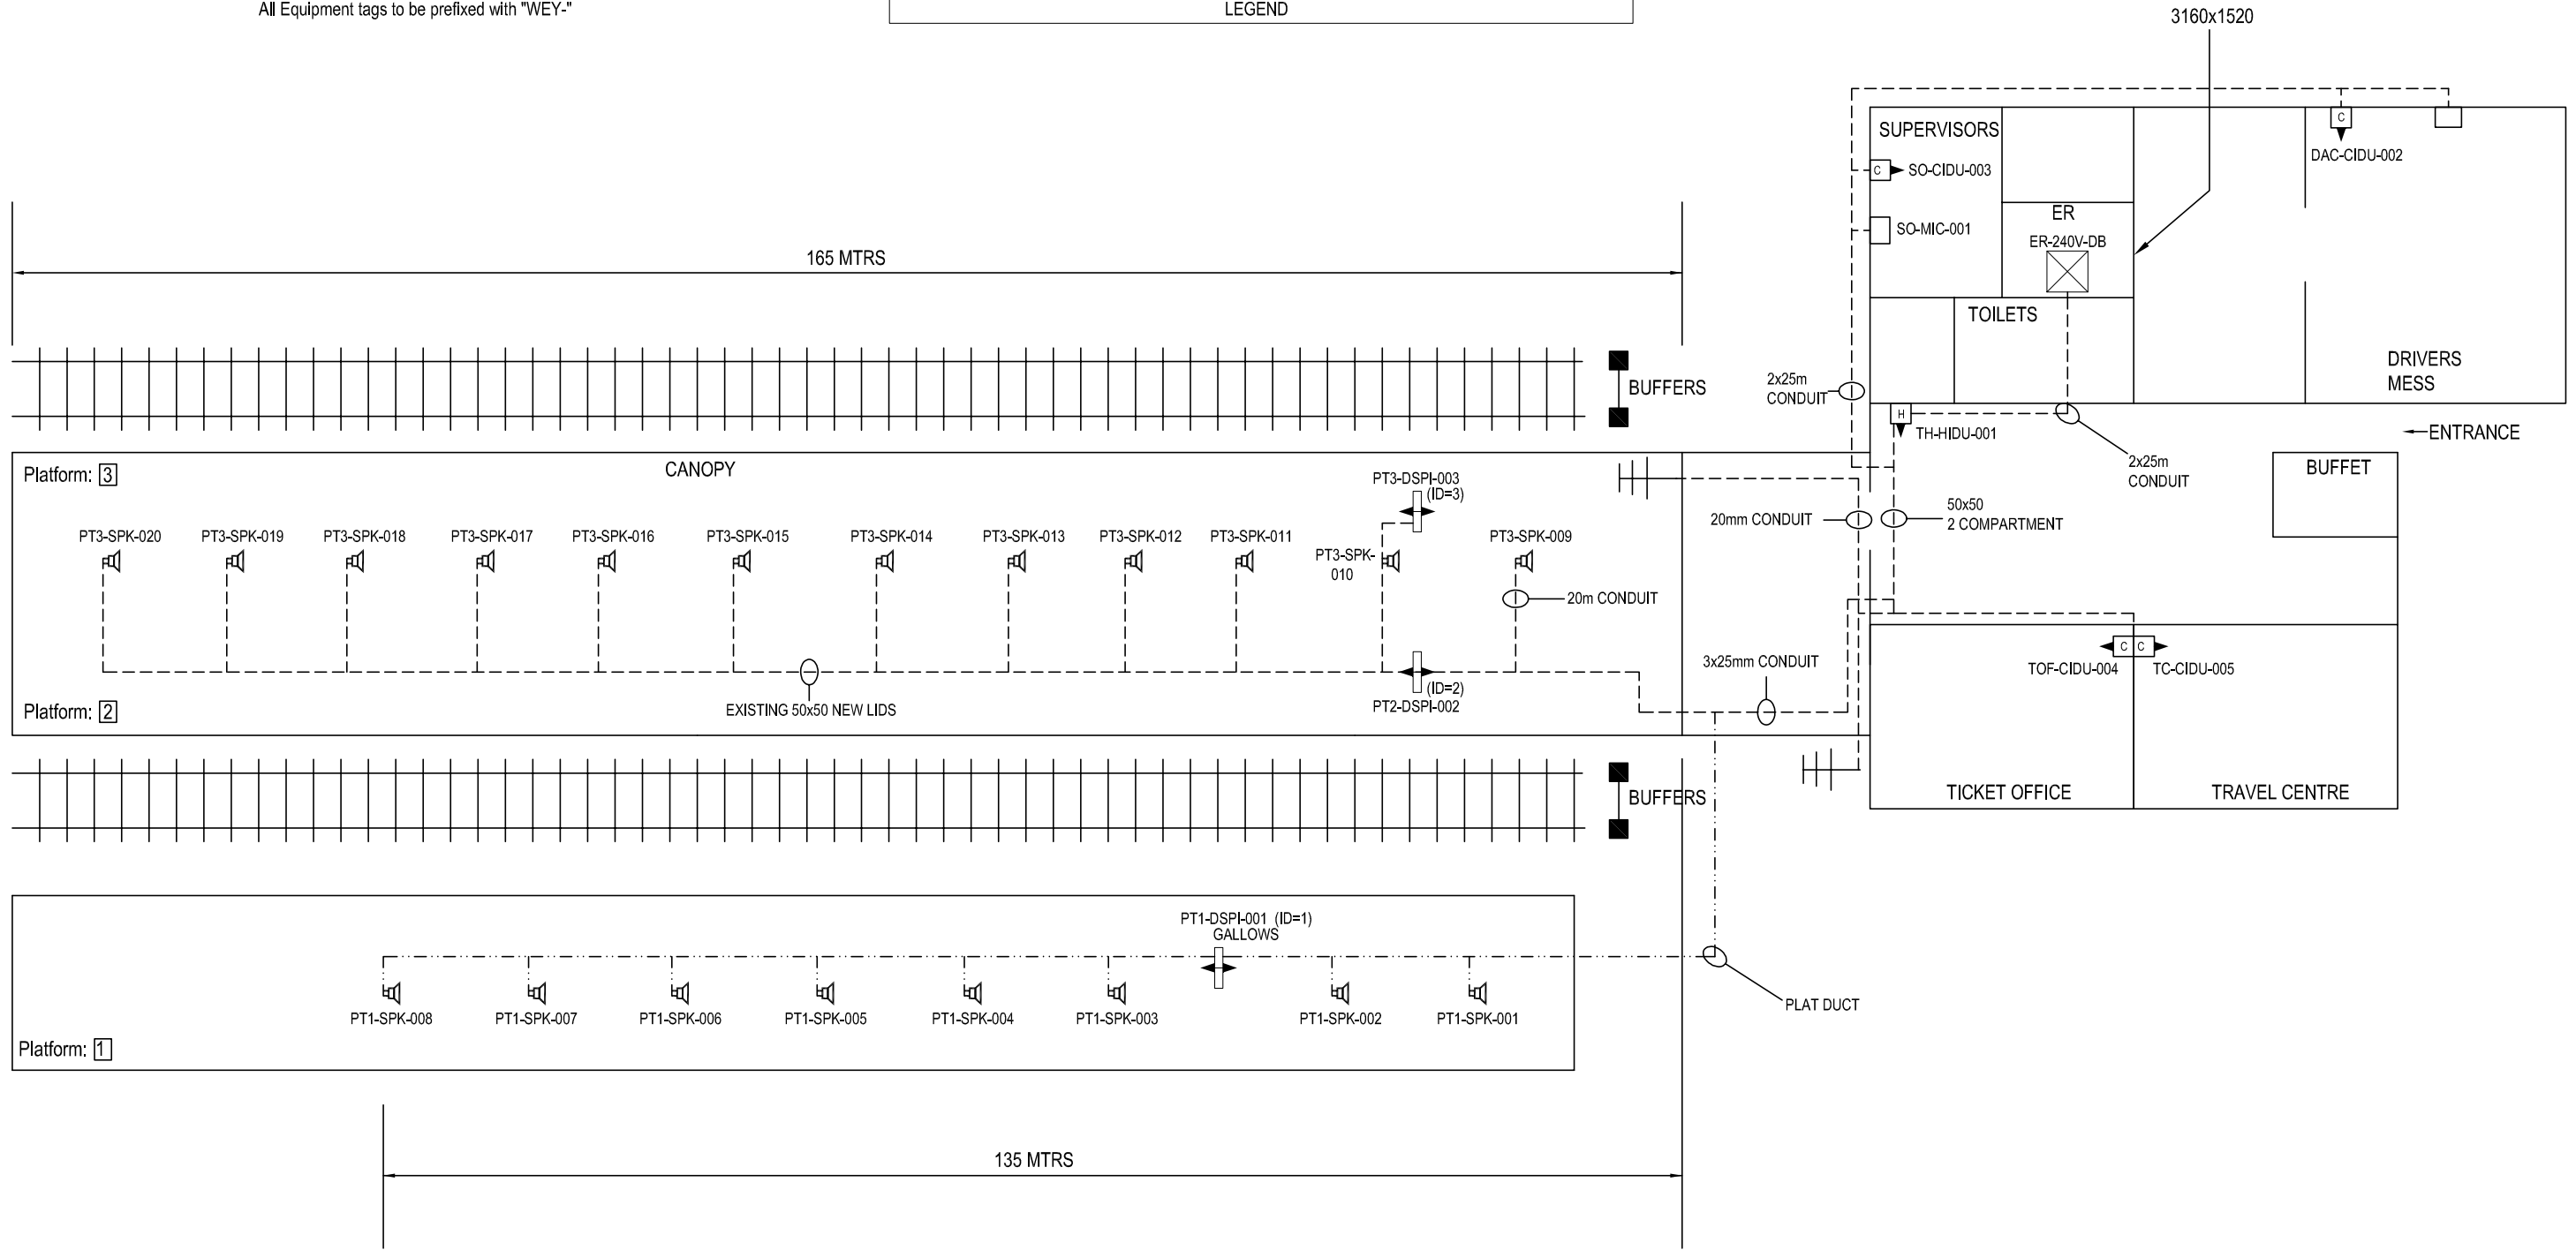 All Equipment tags to be prefixed with "WEY-"
LEGEND
3160x1520
SUPERVISORS
C
DAC-CIDU-002
C
SO-CIDU-003
ER
SO-MIC-001
ER-240V-DB
165 MTRS
TOILETS
DRIVERS
MESS
BUFFERS
2x25m
CONDUIT
H
TH-HIDU-001
ENTRANCE
2x25m
CONDUIT
BUFFET
Platform: 3
CANOPY
PT3-DSPI-003
(ID=3)
50x50
2 COMPARTMENT
20mm CONDUIT
PT3-SPK-020
PT3-SPK-019
PT3-SPK-018
PT3-SPK-017
PT3-SPK-016
PT3-SPK-015
PT3-SPK-014
PT3-SPK-013
PT3-SPK-012
PT3-SPK-011
PT3-SPK-
010
PT3-SPK-009
20m CONDUIT
3x25mm CONDUIT
C C
TOF-CIDU-004
TC-CIDU-005
(ID=2)
PT2-DSPI-002
Platform: 2
EXISTING 50x50 NEW LIDS
BUFFERS
TICKET OFFICE
TRAVEL CENTRE
PT1-DSPI-001 (ID=1)
GALLOWS
PLAT DUCT
PT1-SPK-008
PT1-SPK-007
PT1-SPK-006
PT1-SPK-005
PT1-SPK-004
PT1-SPK-003
PT1-SPK-002
PT1-SPK-001
Platform: 1
135 MTRS